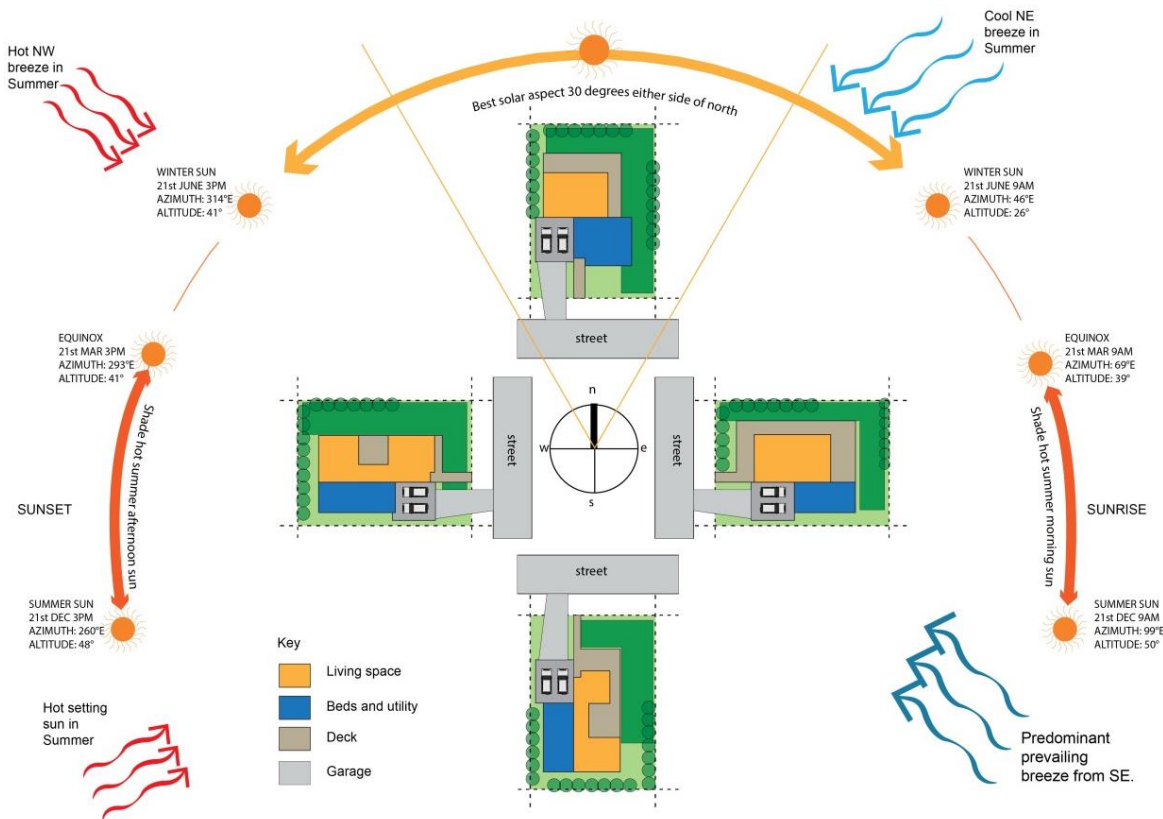 Hot NW
breeze in
Summer
Cool NE
breeze in
Summer
Best solar aspect 30 degrees either side of north
WINTER SUN
21st JUNE 3PM
AZIMUTH: 314°E
ALTITUDE: 41°
WINTER SUN
21st JUNE 9AM
AZIMUTH: 46°E
ALTITUDE: 26°
street
EQUINOX
21st MAR 3PM
AZIMUTH: 293°E
ALTITUDE: 41°
EQUINOX
21st MAR 9AM
AZIMUTH: 69°E
ALTITUDE: 39°
n
w
e
s
street
street
Shade hot summer afternoon sun
Shade hot summer morning sun
SUNSET
SUNRISE
street
SUMMER SUN
21st DEC 3PM
AZIMUTH: 260°E
ALTITUDE: 48°
SUMMER SUN
21st DEC 9AM
AZIMUTH: 99°E
ALTITUDE: 50°
Key
Living space
Beds and utility
Deck
Garage
Hot setting
sun in
Summer
Predominant
prevailing
breeze from SE.